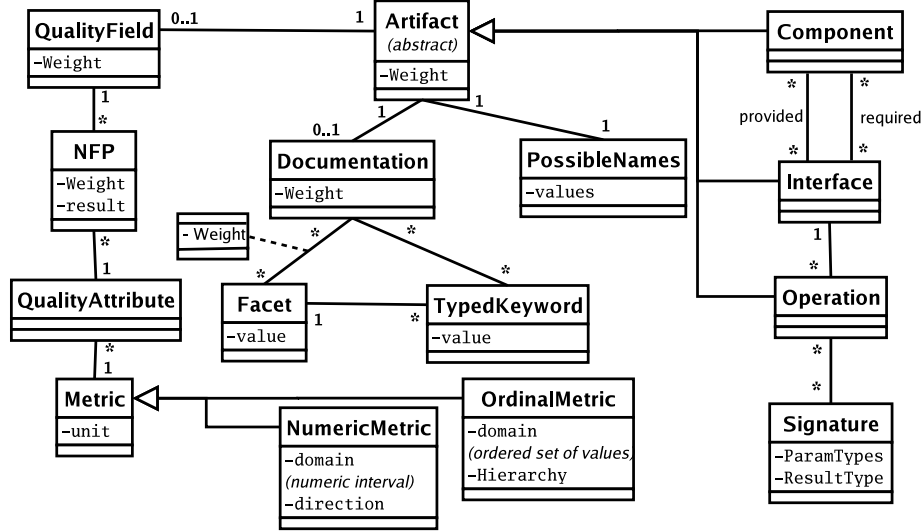 QualityField
-Weight
0..1
1
Artifact
(abstract)
-Weight
Component
*
*
provided
required
*
*
1
*
NFP
-Weight
-result
1
0..1
1
1
Documentation
-Weight
PossibleNames
-values
Interface
1
*
- Weight
*
*
*
*
*
1
QualityAttribute
Facet
-value
1
*
TypedKeyword
-value
Operation
*
*
*
1
Metric
-unit
NumericMetric
-domain
(numeric interval)
-direction
OrdinalMetric
-domain
(ordered set of values)
-Hierarchy
Signature
-ParamTypes
-ResultType